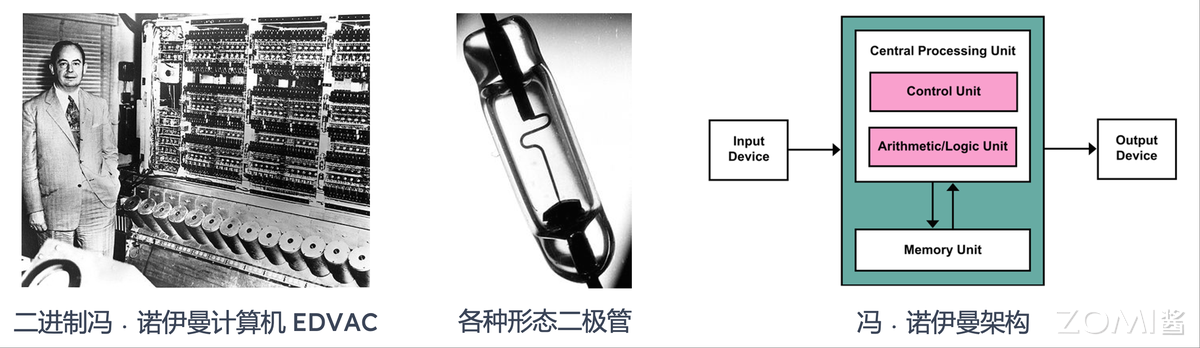 Central Processing Unit
Control Unit
Arithmetic/Logic Unit
Input
Device
Output
Device
Memory Unit
二进制冯．诺伊曼计算机 EDVAC
各种形态二极管
冯．诺伊曼架构
ZOMI酱